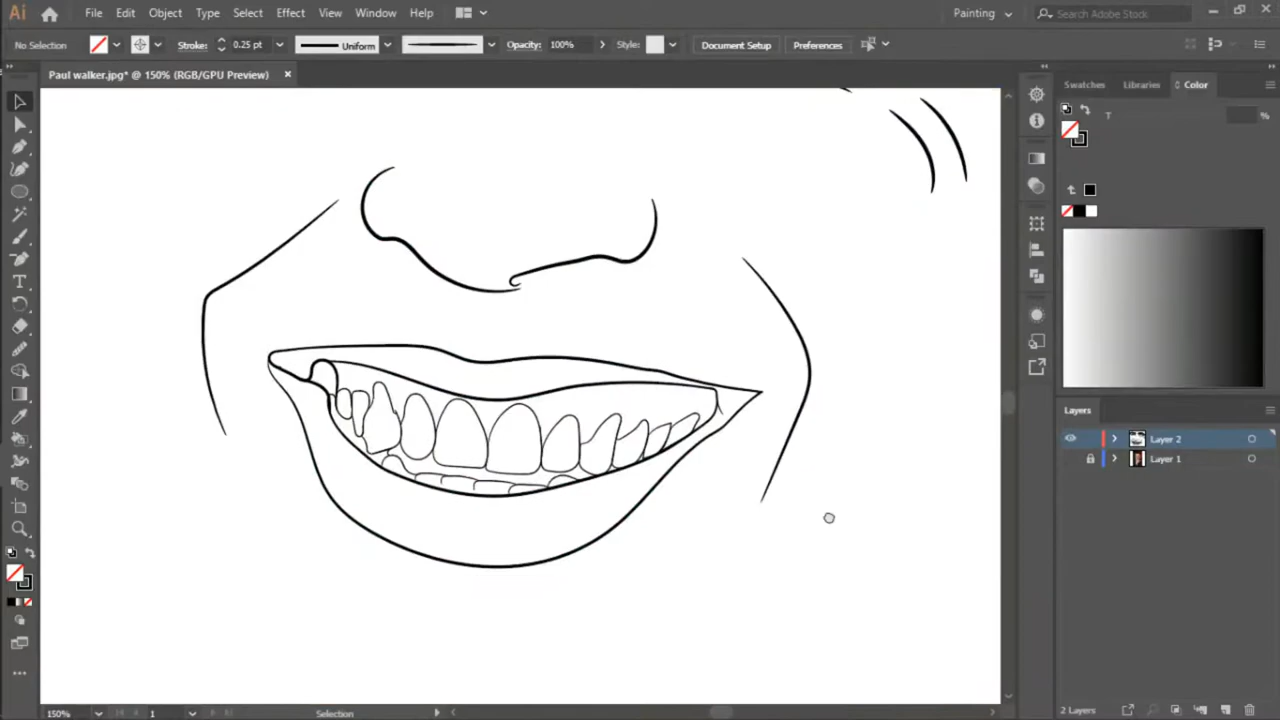 Ai File Edit Object Type Select Effect View Window Help Painting Search Adobe Stock
No Selection Stroke: 0.25 pt Uniform Opacity: 100% Style: Document Setup Preferences
Paul walker.jpg* @ 150% (RGB/GPU Preview) ×
Swatches Libraries Color
T %
Layers
Layer 2
Layer 1
150% 1 Selection 2 Layers